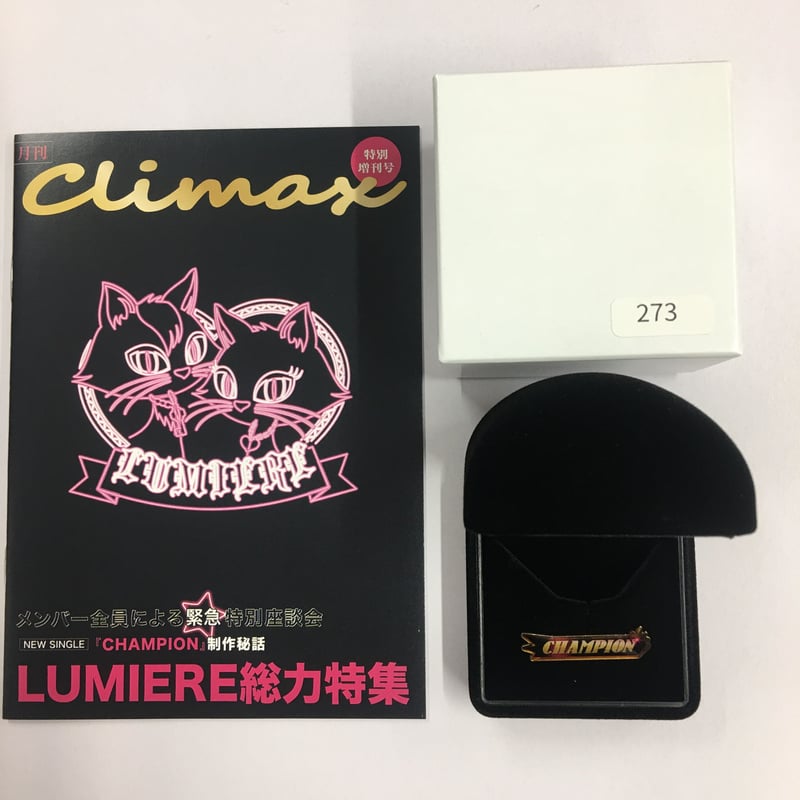 月刊
特別
増刊号
Climax
LUMIERE
メンバー全員による緊急特別座談会
NEW SINGLE 『CHAMPION』制作秘話
LUMIERE総力特集
273
CHAMPION